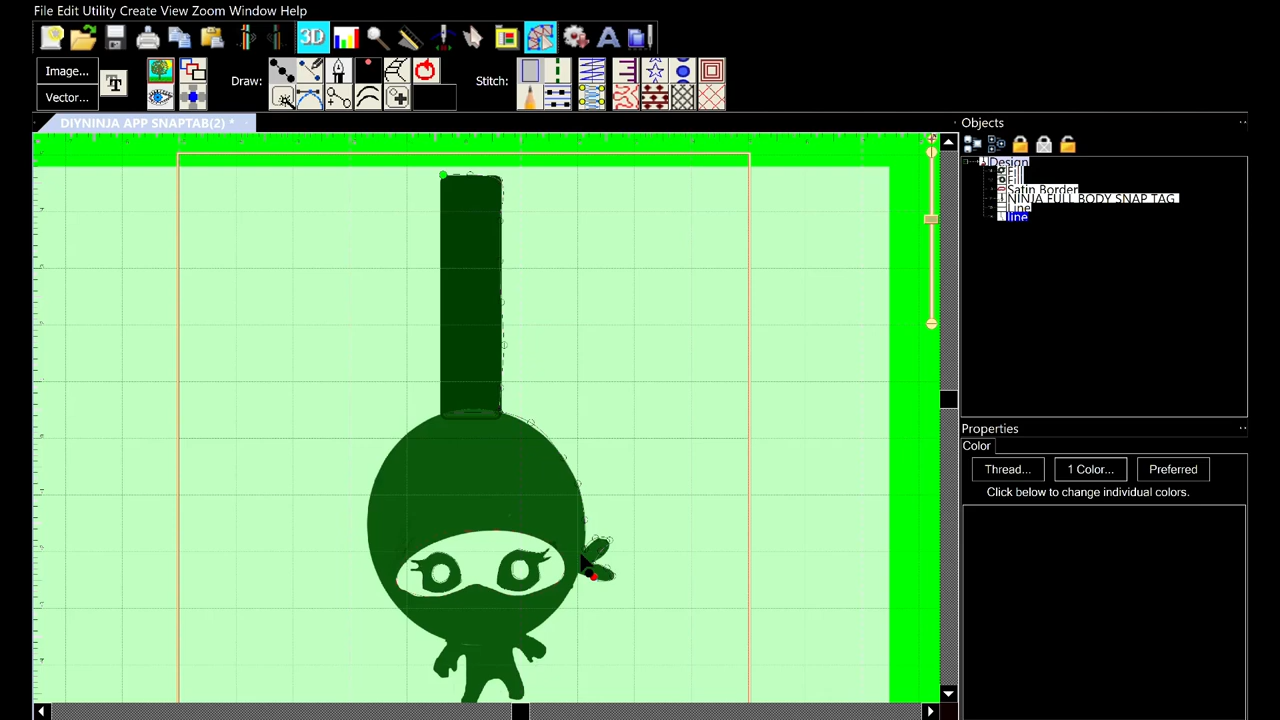 File Edit Utility Create View Zoom Window Help
3D
Image...
Vector...
Draw:
Stitch:
DIYNINJA APP SNAPTAB(2) *
Objects
Design
Fill
Fill
Satin Border
NINJA FULL BODY SNAP TAG
Line
line
Properties
Color
Thread...
1 Color...
Preferred
Click below to change individual colors.